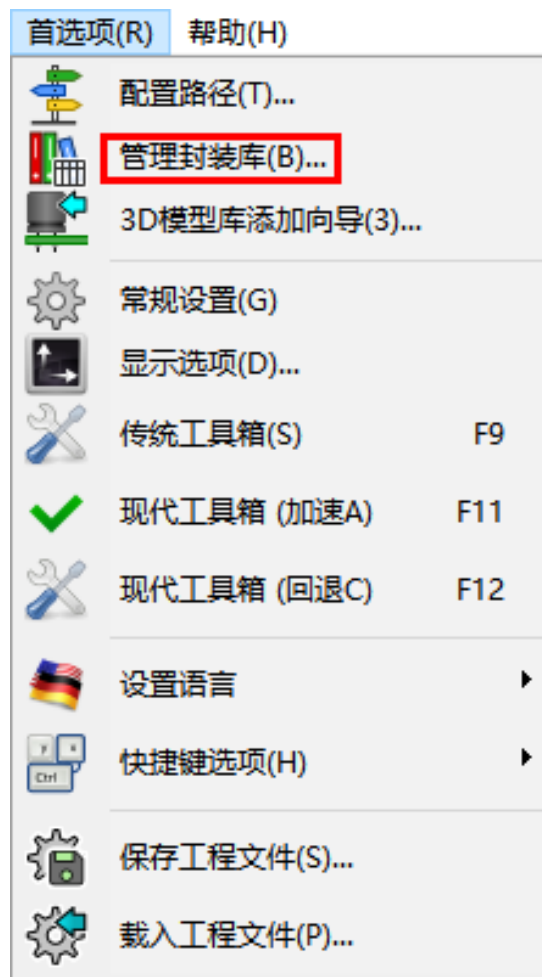 首选项(R) 帮助(H)
配置路径(T)...
管理封装库(B)...
3D模型库添加向导(3)...
常规设置(G)
显示选项(D)...
传统工具箱(S) F9
现代工具箱 (加速A) F11
现代工具箱 (回退C) F12
设置语言
快捷键选项(H)
Ctrl
保存工程文件(S)...
载入工程文件(P)...